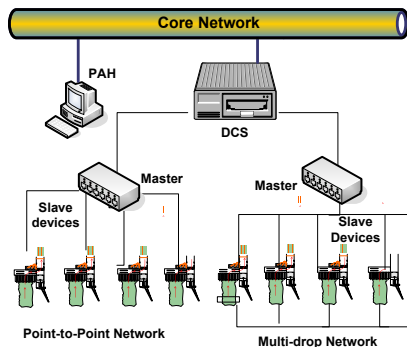 Core Network
PAH
DCS
Master
Master
Slave
devices
Slave
Devices
Point-to-Point Network
Multi-drop Network